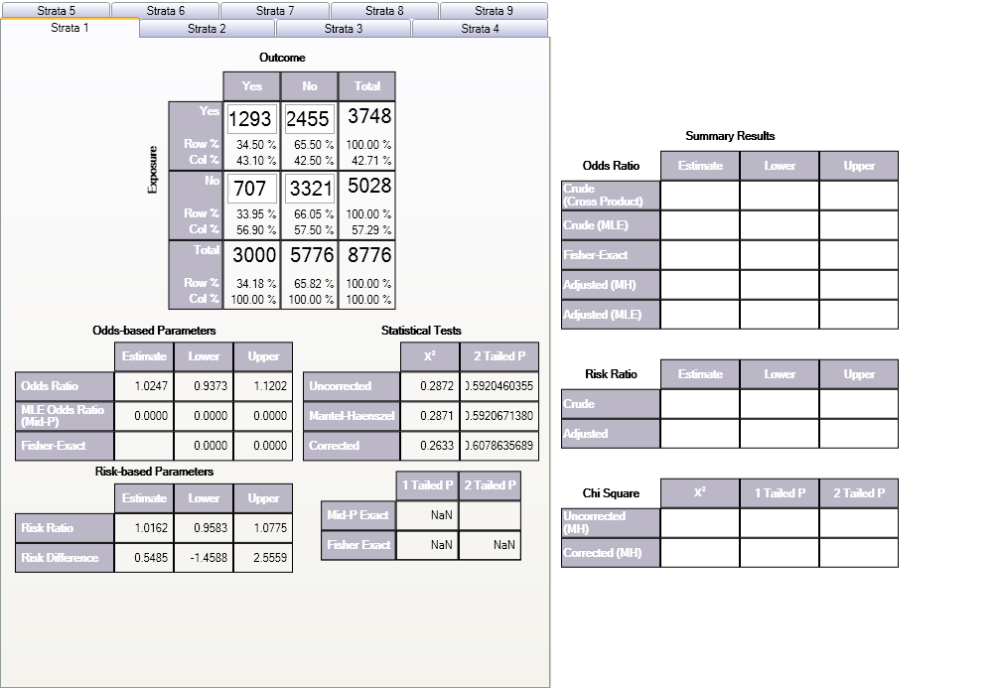 Strata 5 Strata 6 Strata 7 Strata 8 Strata 9
Strata 1 Strata 2 Strata 3 Strata 4
Outcome
Yes No Total
Exposure
Yes 1293 2455 3748
Row % 34.50 % 65.50 % 100.00 %
Col % 43.10 % 42.50 % 42.71 %
No 707 3321 5028
Row % 33.95 % 66.05 % 100.00 %
Col % 56.90 % 57.50 % 57.29 %
Total 3000 5776 8776
Row % 34.18 % 65.82 % 100.00 %
Col % 100.00 % 100.00 % 100.00 %
Odds-based Parameters
Estimate Lower Upper
Odds Ratio 1.0247 0.9373 1.1202
MLE Odds Ratio
(Mid-P) 0.0000 0.0000 0.0000
Fisher-Exact 0.0000 0.0000
Statistical Tests
X² 2 Tailed P
Uncorrected 0.2872 0.5920460355
Mantel-Haenszel 0.2871 0.5920671380
Corrected 0.2633 0.6078635689
Risk-based Parameters
Estimate Lower Upper
Risk Ratio 1.0162 0.9583 1.0775
Risk Difference 0.5485 -1.4588 2.5559
1 Tailed P 2 Tailed P
Mid-P Exact NaN
Fisher Exact NaN NaN
Summary Results
Odds Ratio Estimate Lower Upper
Crude
(Cross Product)
Crude (MLE)
Fisher-Exact
Adjusted (MH)
Adjusted (MLE)
Risk Ratio Estimate Lower Upper
Crude
Adjusted
Chi Square X² 1 Tailed P 2 Tailed P
Uncorrected
(MH)
Corrected (MH)